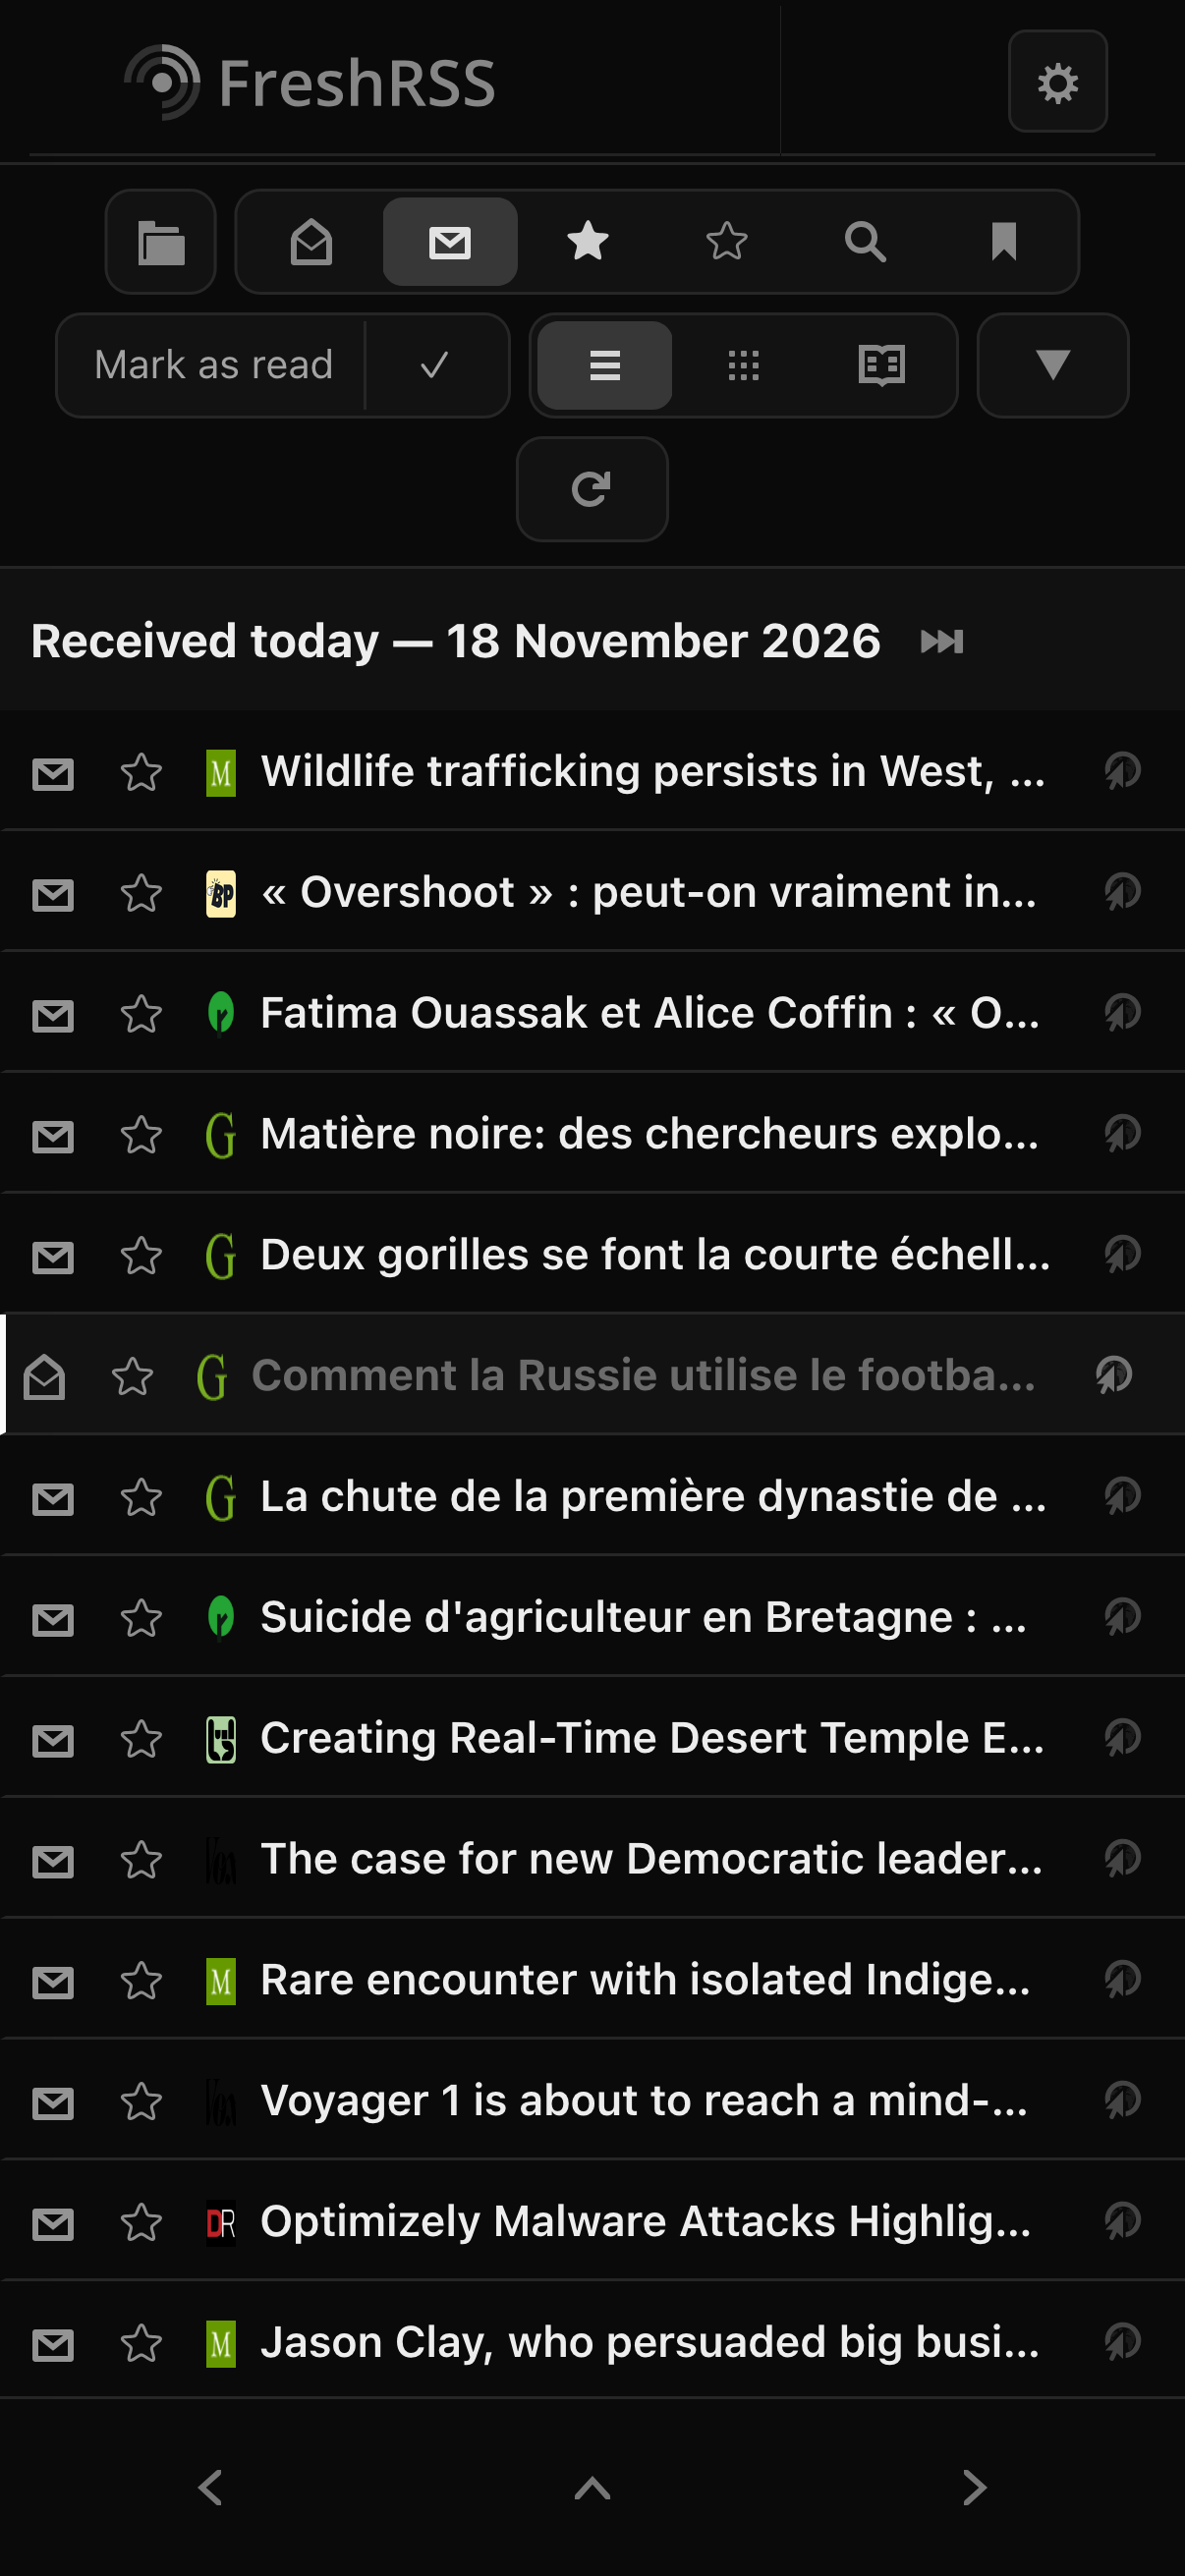 FreshRSS
Mark as read
Received today — 18 November 2026
M Wildlife trafficking persists in West, ...
BP « Overshoot » : peut-on vraiment in...
r Fatima Ouassak et Alice Coffin : « O...
G Matière noire: des chercheurs explo...
G Deux gorilles se font la courte échell...
G Comment la Russie utilise le footba...
G La chute de la première dynastie de ...
r Suicide d'agriculteur en Bretagne : ...
Creating Real-Time Desert Temple E...
Vox The case for new Democratic leader...
M Rare encounter with isolated Indige...
Vox Voyager 1 is about to reach a mind-...
DR Optimizely Malware Attacks Highlig...
M Jason Clay, who persuaded big busi...